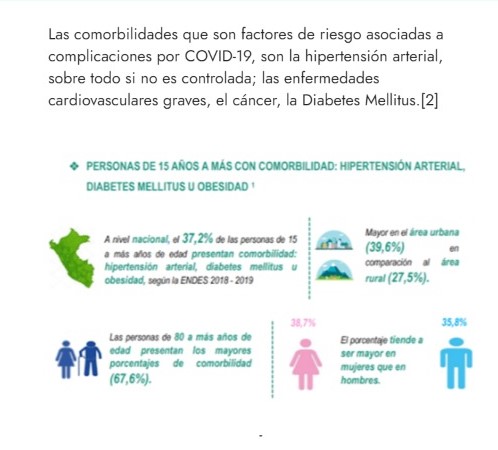 Las comorbilidades que son factores de riesgo asociadas a
complicaciones por COVID-19, son la hipertensión arterial,
sobre todo si no es controlada; las enfermedades
cardiovasculares graves, el cáncer, la Diabetes Mellitus.[2]
❖ PERSONAS DE 15 AÑOS A MÁS CON COMORBILIDAD: HIPERTENSIÓN ARTERIAL,
DIABETES MELLITUS U OBESIDAD ¹
A nivel nacional, el 37,2% de las personas de 15
a más años de edad presentan comorbilidad:
hipertensión arterial, diabetes mellitus u
obesidad, según la ENDES 2018 - 2019
Mayor en el área urbana
(39,6%) en
comparación al área
rural (27,5%).
Las personas de 80 a más años de
edad presentan los mayores
porcentajes de comorbilidad
(67,6%).
38,7%
El porcentaje tiende a
ser mayor en
mujeres que en
hombres.
35,8%
-